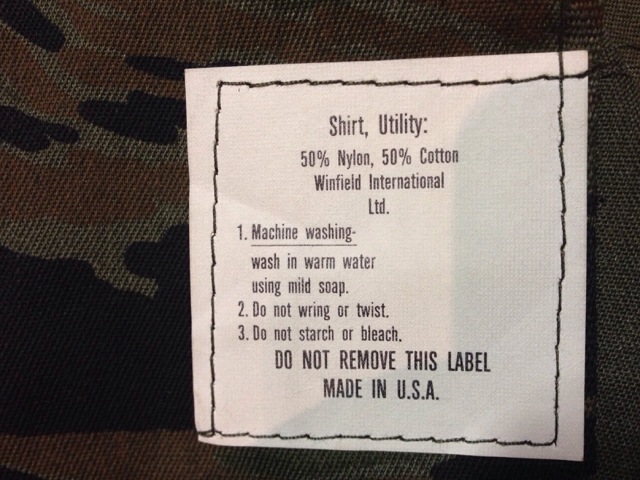 Shirt, Utility:
50% Nylon, 50% Cotton
Winfield International
Ltd.
1. Machine washing-
wash in warm water
using mild soap.
2. Do not wring or twist.
3. Do not starch or bleach.
DO NOT REMOVE THIS LABEL
MADE IN U.S.A.